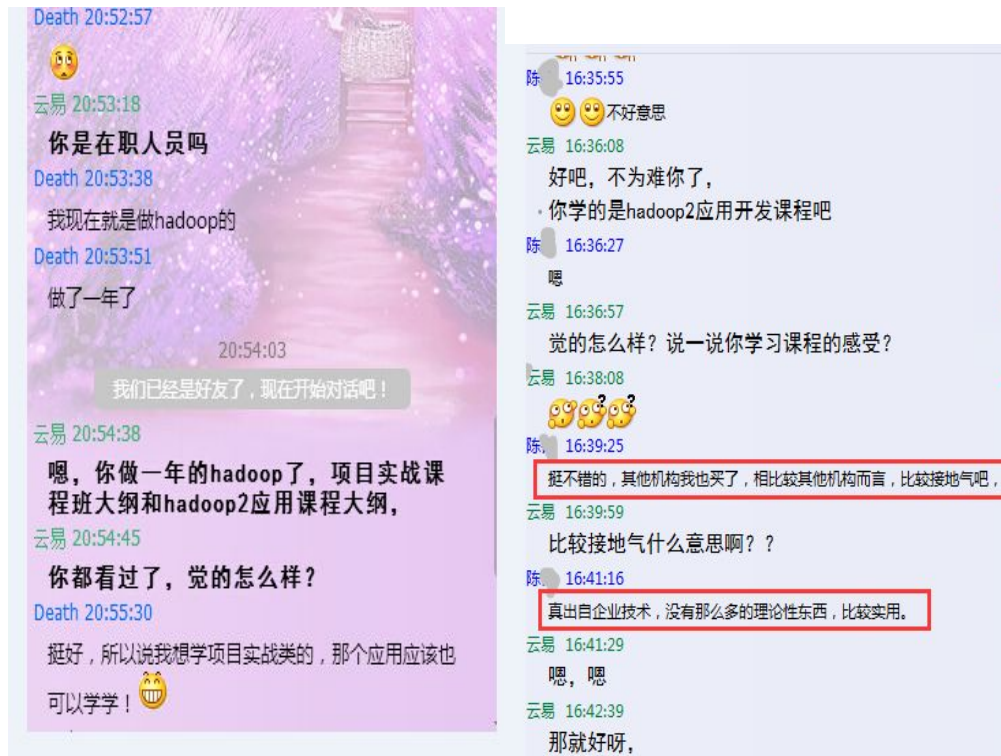 Death 20:52:57
云易 20:53:18
你是在职人员吗
Death 20:53:38
我现在就是做hadoop的
Death 20:53:51
做了一年了
20:54:03
我们已经是好友了，现在开始对话吧！
云易 20:54:38
嗯，你做一年的hadoop了，项目实战课
程班大纲和hadoop2应用课程大纲，
云易 20:54:45
你都看过了，党的怎么样？
Death 20:55:30
挺好，所以说我想学项目实战类的，那个应用应该也
可以学学！
陈 16:35:55
不好意思
云易 16:36:08
好吧，不为难你了，
你学的是hadoop2应用开发课程吧
陈 16:36:27
嗯
云易 16:36:57
觉的怎么样？说一说你学习课程的感受？
云易 16:38:08
陈 16:39:25
挺不错的，其他机构我也买了，相比较其他机构而言，比较接地气吧，
云易 16:39:59
比较接地气什么意思啊？？
陈 16:41:16
真出自企业技术，没有那么多的理论性东西，比较实用。
云易 16:41:29
嗯，嗯
云易 16:42:39
那就好呀，